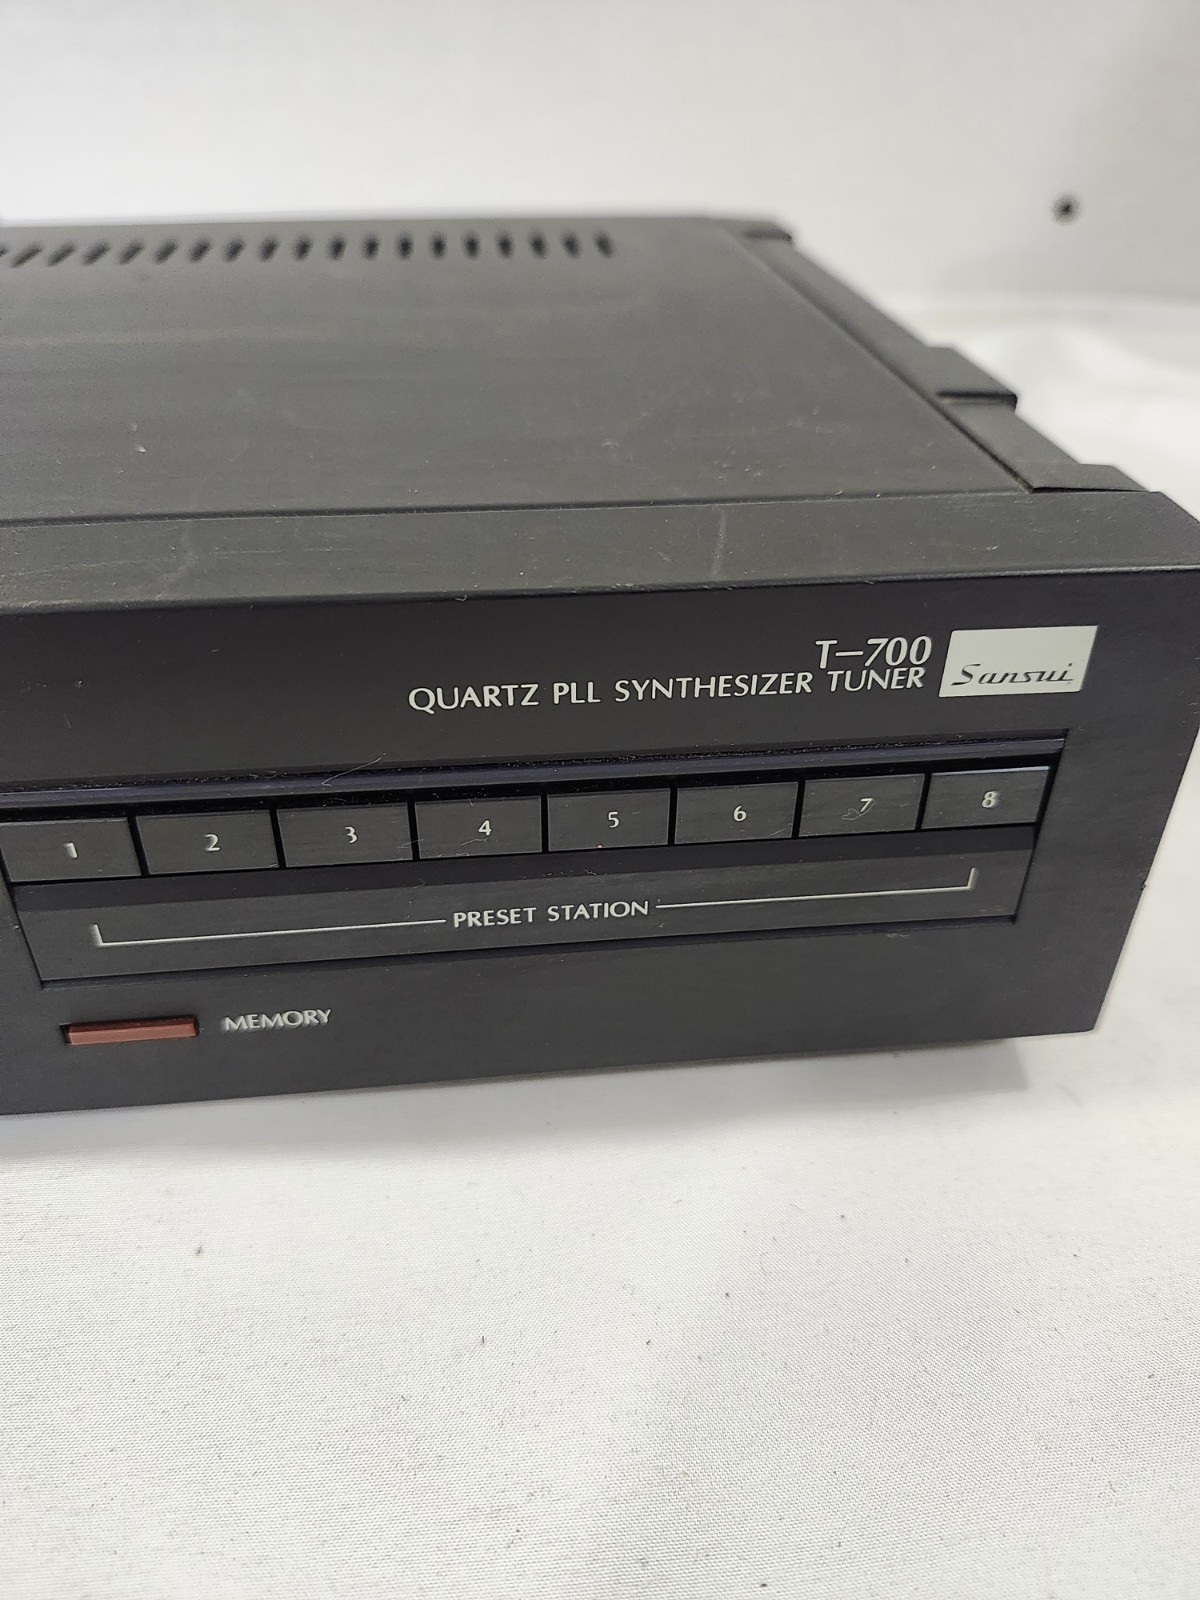 T-700
QUARTZ PLL SYNTHESIZER TUNER
Sansui
1 2 3 4 5 6 7 8
PRESET STATION
MEMORY